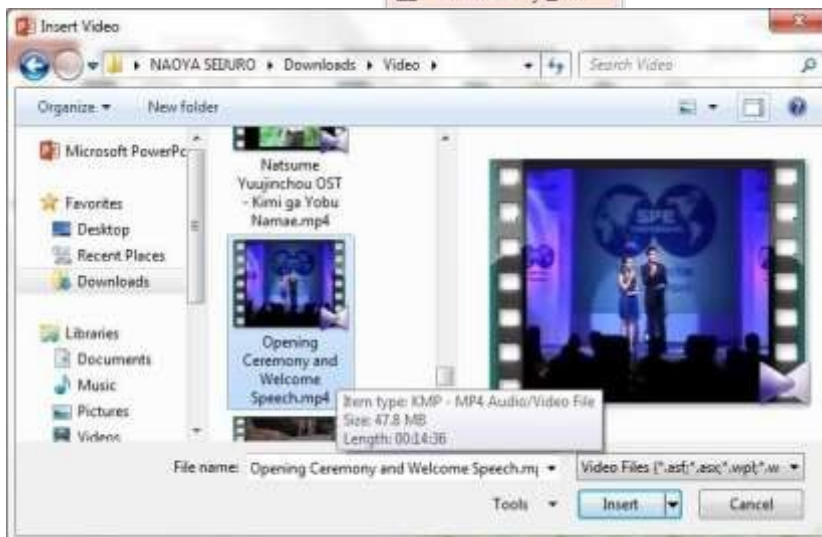 Insert Video
NAOYA SEIJURO ▸ Downloads ▸ Video ▸
Search Video
Organize
New folder
Microsoft PowerPc
Favorites
Desktop
Recent Places
Downloads
Libraries
Documents
Music
Pictures
Videos
Natsume
Yuujinchou OST
- Kimi ga Yobu
Namae.mp4
Opening
Ceremony and
Welcome
Speech.mp4
Item type: KMP - MP4 Audio/Video File
Size: 47.8 MB
Length: 00:14:36
SPE
File name: Opening Ceremony and Welcome Speech.m
Video Files (*.asf;*.asx;*.wpl;*.w
Tools
Insert
Cancel